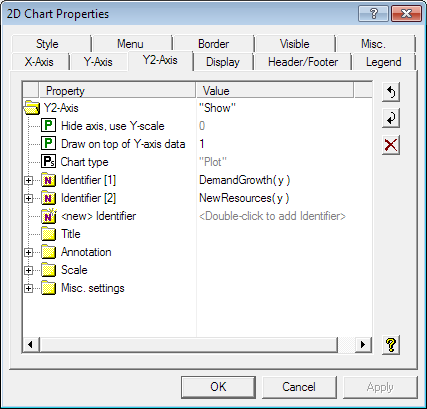 2D Chart Properties
Style Menu Border Visible Misc.
X-Axis Y-Axis Y2-Axis Display Header/Footer Legend
Property Value
Y2-Axis "Show"
P Hide axis, use Y-scale 0
P Draw on top of Y-axis data 1
Ps Chart type "Plot"
N Identifier [1] DemandGrowth( y )
N Identifier [2] NewResources( y )
N <new> Identifier <Double-click to add Identifier>
Title
Annotation
Scale
Misc. settings
OK Cancel Apply